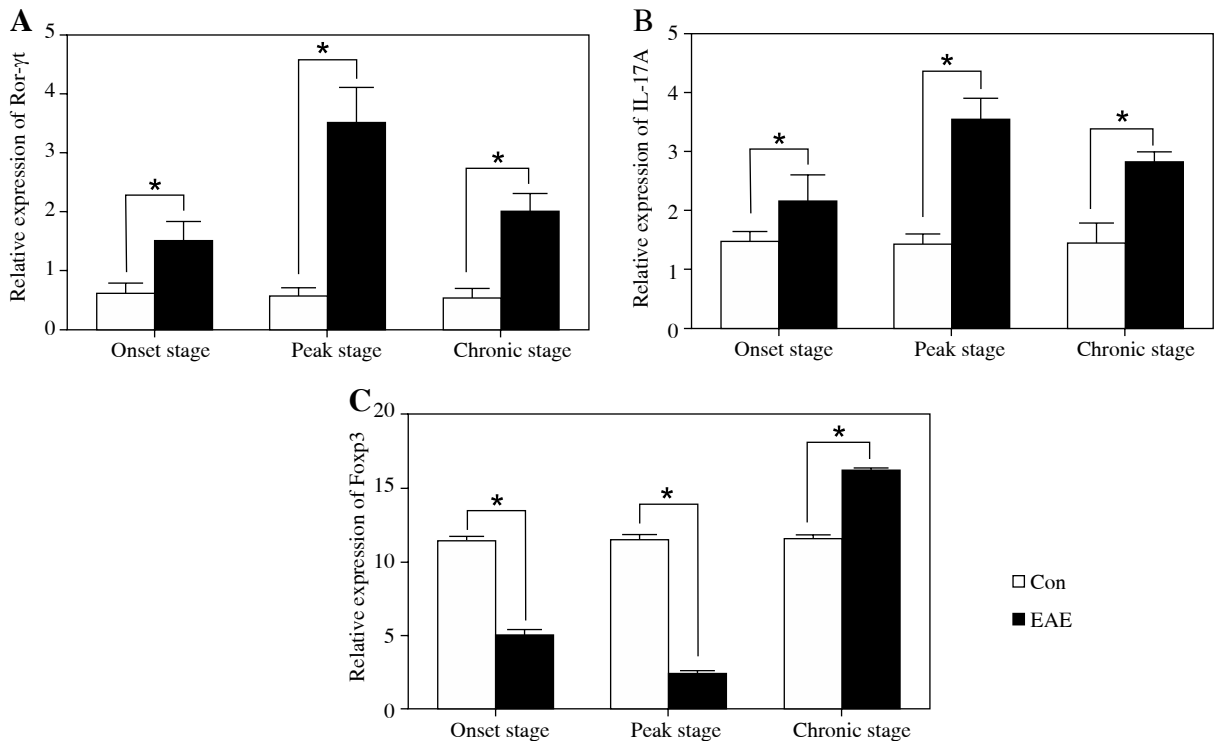 A
Relative expression of Ror-γt
5
4
3
2
1
0
*
*
*
Onset stage
Peak stage
Chronic stage
B
Relative expression of IL-17A
5
4
3
2
1
0
*
*
*
Onset stage
Peak stage
Chronic stage
C
Relative expression of Foxp3
20
15
10
5
0
*
*
*
Onset stage
Peak stage
Chronic stage
Con
EAE